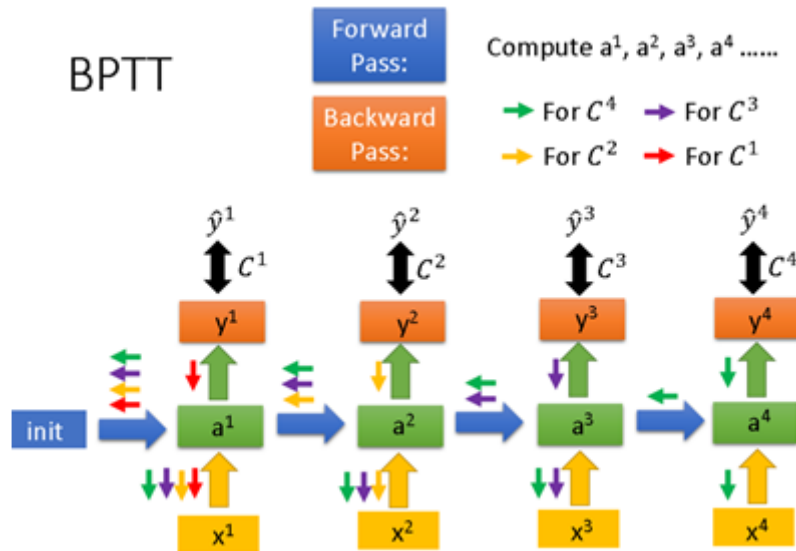 BPTT
Forward Pass:
Compute a¹, a², a³, a⁴ ......
Backward Pass:
For C⁴
For C³
For C²
For C¹
ŷ¹ ŷ² ŷ³ ŷ⁴
C¹ C² C³ C⁴
y¹ y² y³ y⁴
init a¹ a² a³ a⁴
x¹ x² x³ x⁴